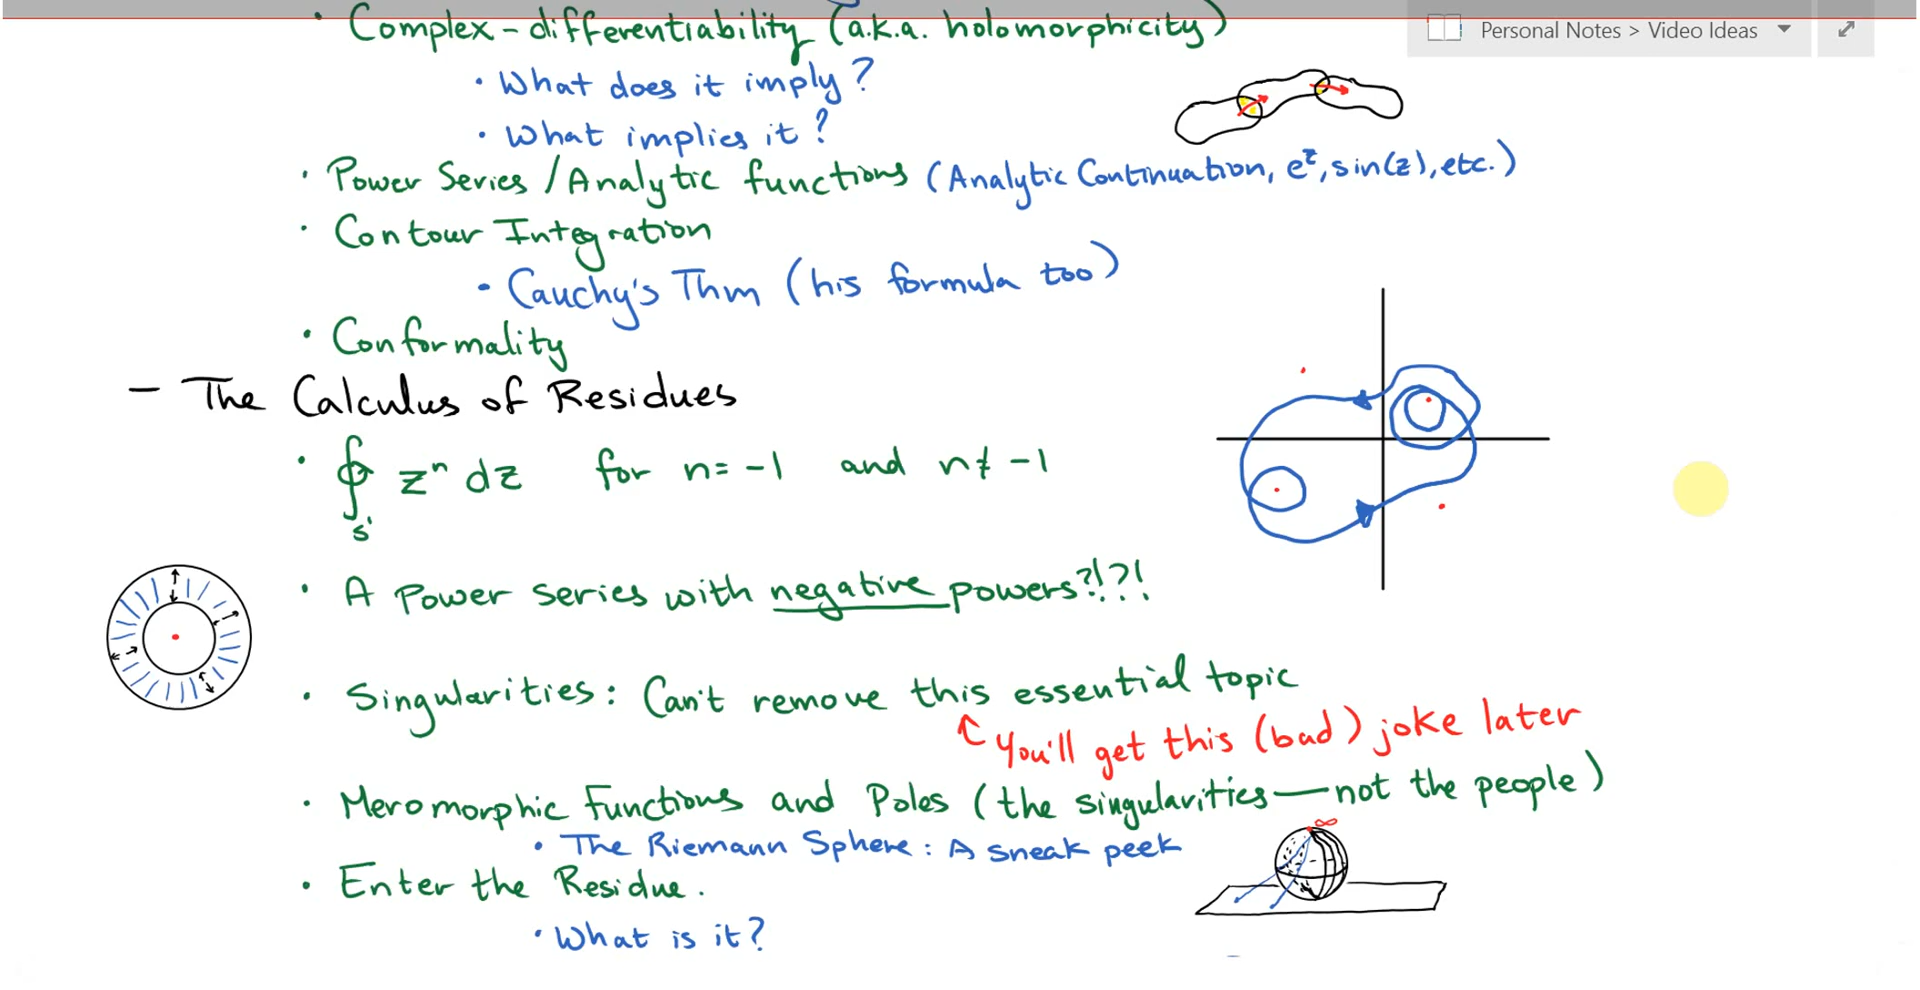 • Complex-differentiability (a.k.a. holomorphicity)
Personal Notes > Video Ideas
• What does it imply?
• What implies it?
• Power Series / Analytic functions (Analytic Continuation, e^z, sin(z), etc.)
• Contour Integration
• Cauchy's Thm (his formula too)
• Conformality
- The Calculus of Residues
• ∮_{S^1} z^n dz for n = -1 and n ≠ -1
• A Power series with negative powers?!?!
• Singularities: Can't remove this essential topic
↑ You'll get this (bad) joke later
• Meromorphic Functions and Poles (the singularities—not the people)
• The Riemann Sphere: A sneak peek
∞
• Enter the Residue.
• What is it?